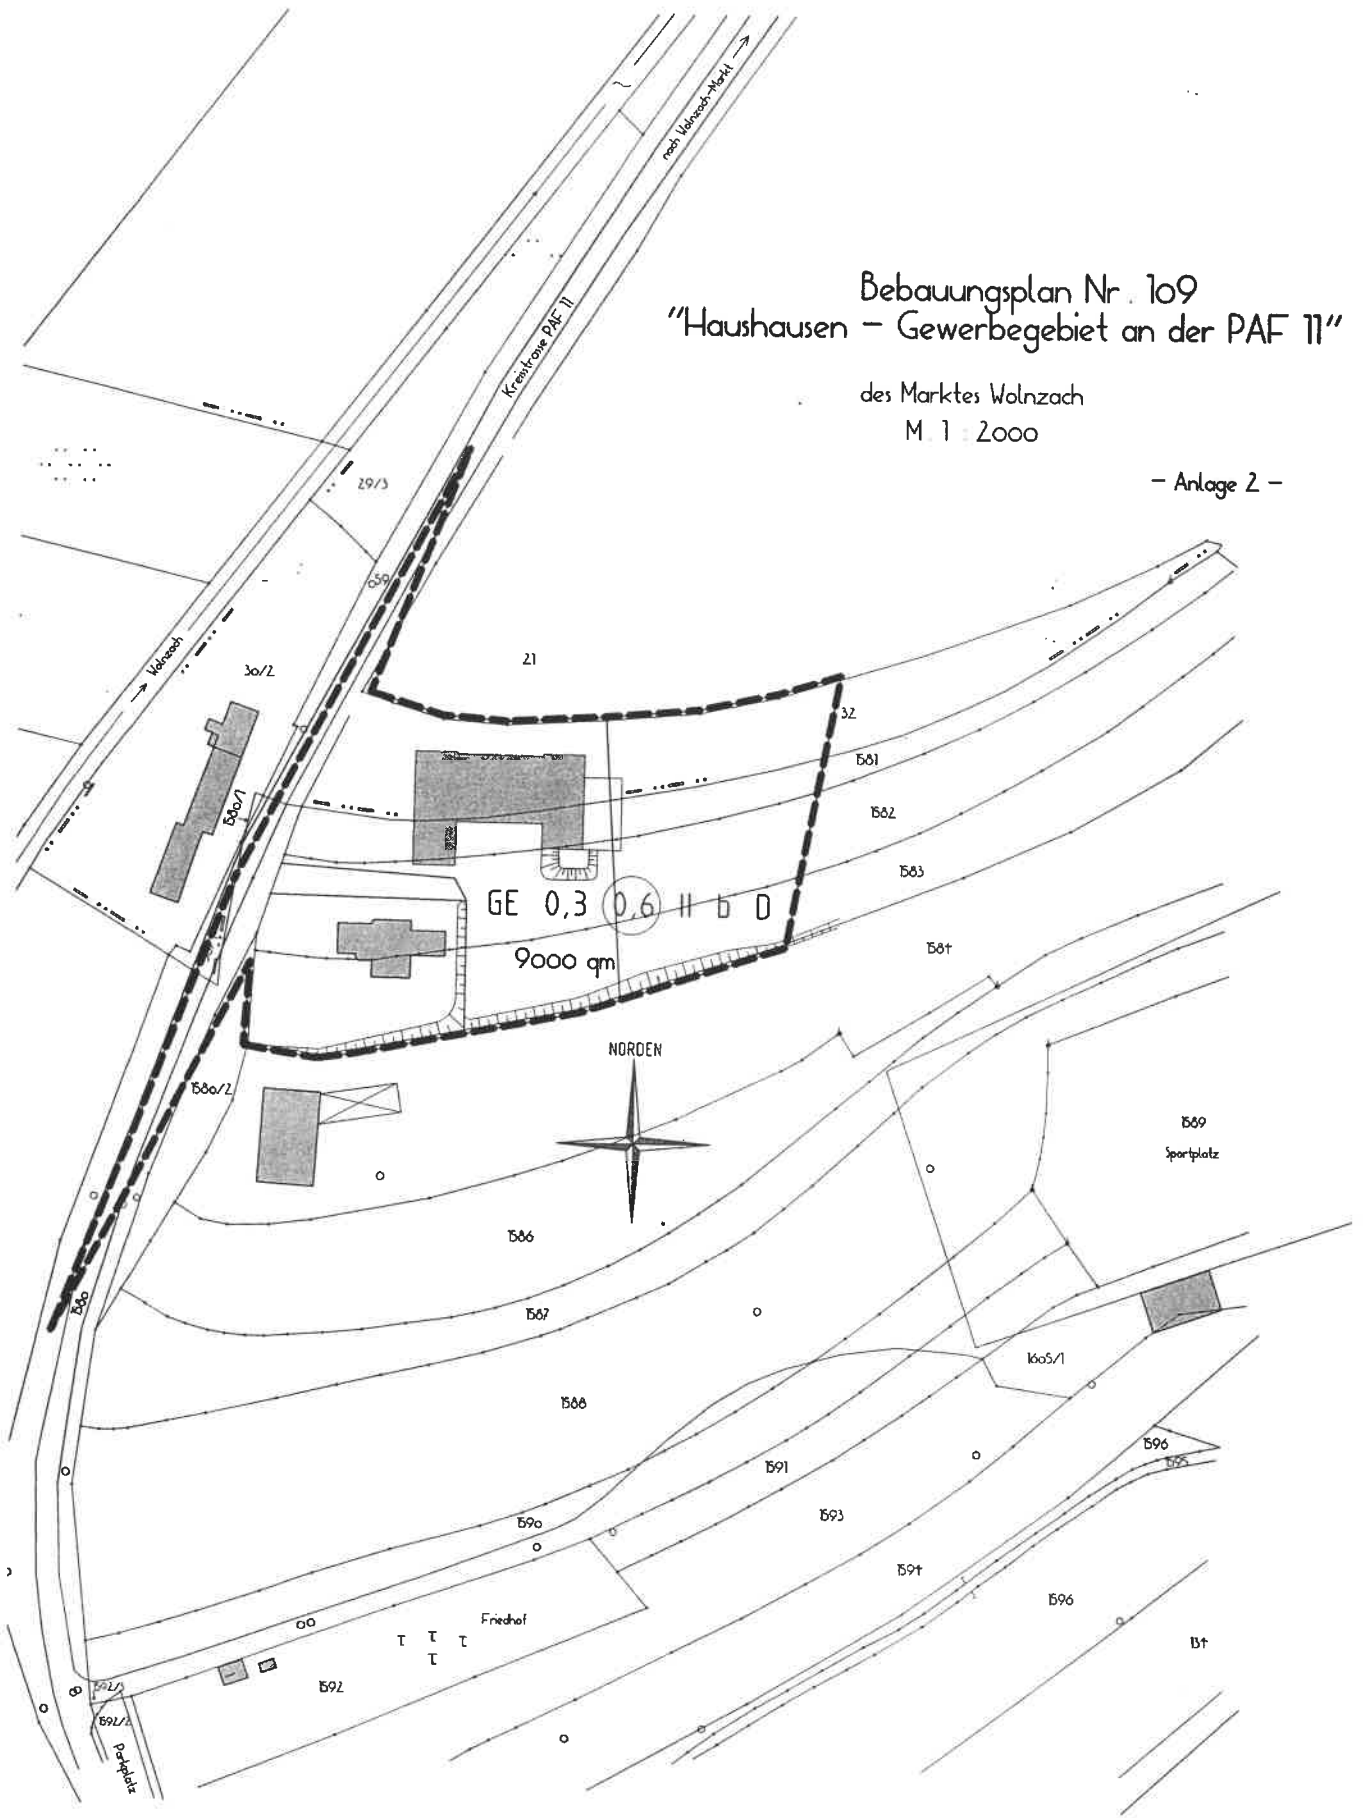 nach Wolnzach-Markt
Bebauungsplan Nr. 109
"Haushausen - Gewerbegebiet an der PAF 11"
Kreisstrasse PAF 11
des Marktes Wolnzach
M. 1 : 2000
- Anlage 2 -
29/3
Wolnzach
30/2
21
32
1581
1580/1
1582
1583
GE 0,3 0,6 II b D
9000 qm
1584
NORDEN
1580/2
1589
Sportplatz
1586
1580
1587
1605/1
1588
1596
1595
1591
1590
1593
1594
1596
Friedhof
134
1592
1592/3
1592/2
Parkplatz